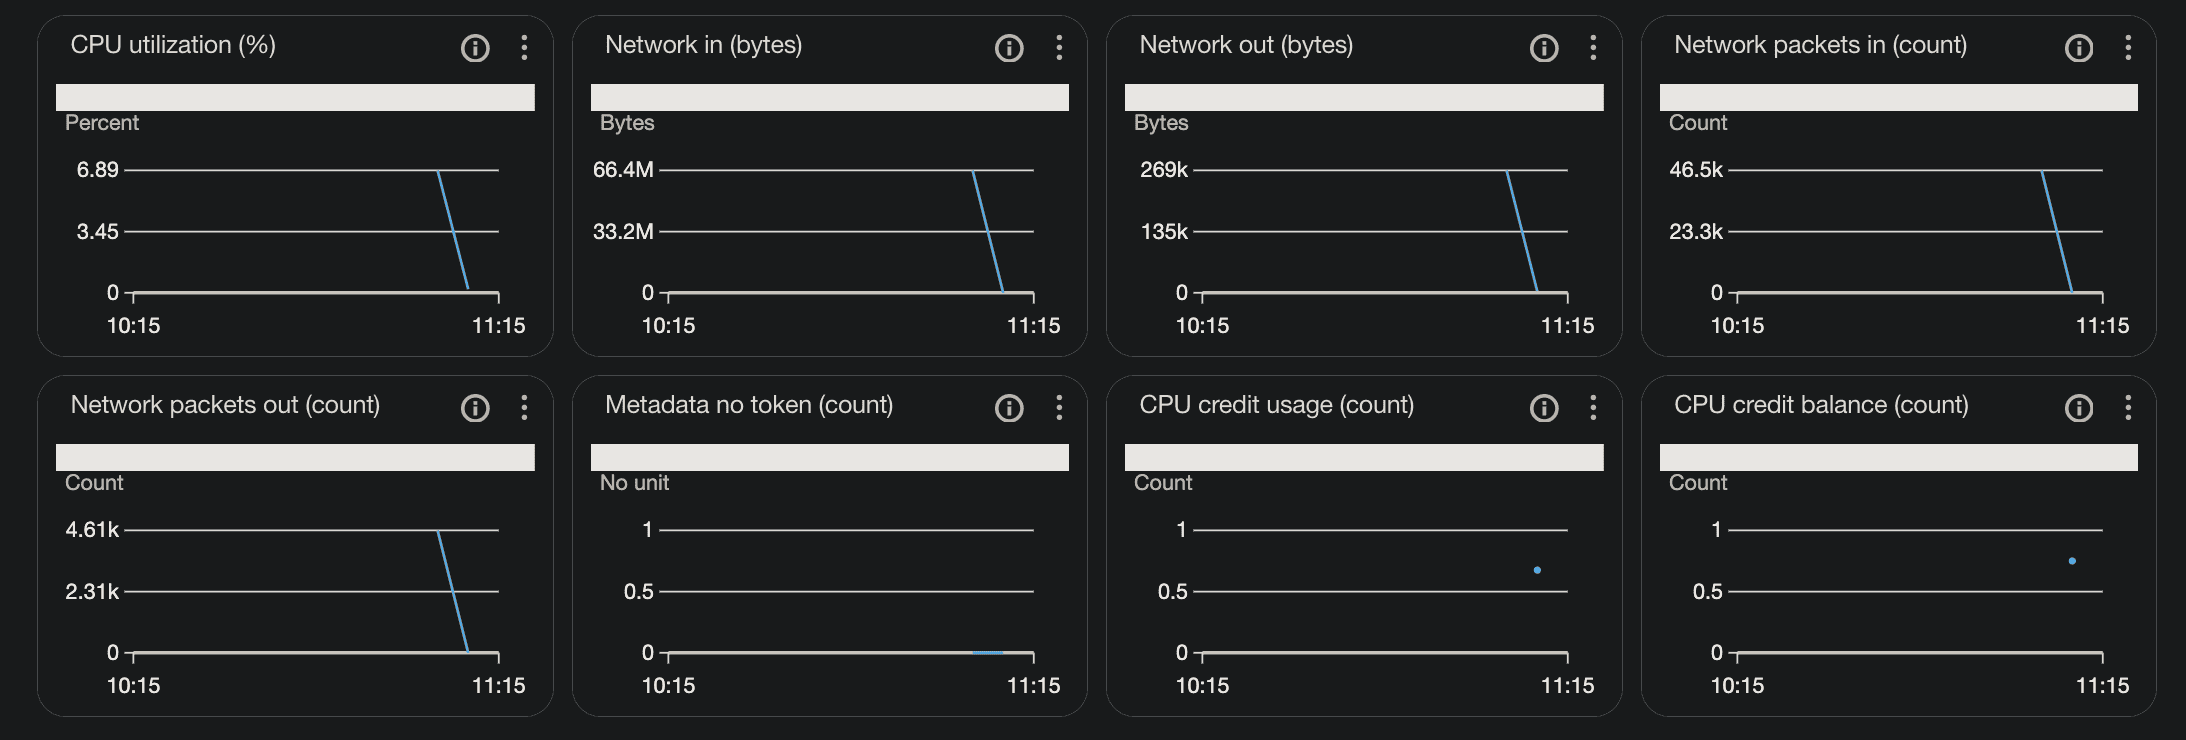 CPU utilization (%)
Percent
6.89
3.45
0
10:15 11:15
Network in (bytes)
Bytes
66.4M
33.2M
0
10:15 11:15
Network out (bytes)
Bytes
269k
135k
0
10:15 11:15
Network packets in (count)
Count
46.5k
23.3k
0
10:15 11:15
Network packets out (count)
Count
4.61k
2.31k
0
10:15 11:15
Metadata no token (count)
No unit
1
0.5
0
10:15 11:15
CPU credit usage (count)
Count
1
0.5
0
10:15 11:15
CPU credit balance (count)
Count
1
0.5
0
10:15 11:15